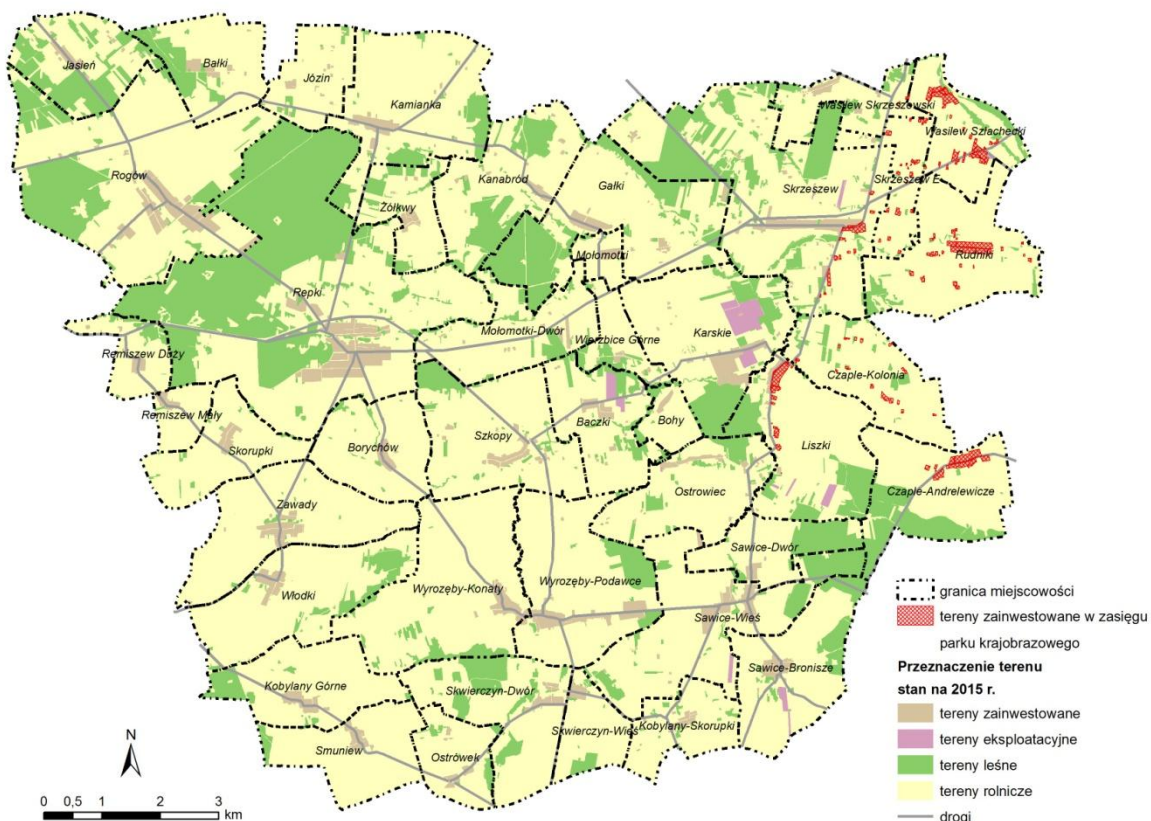 Jasień
Bałki
Józin
Kamianka
Wasilew Skrzeszewski
Wasilew Szlachecki
Rogów
Kanabród
Gałki
Skrzeszew
Skrzeszew E
Żółkwy
Mołomotki
Rudniki
Repki
Mołomotki-Dwór
Wierzbice Górne
Karskie
Remiszew Duży
Czaple-Kolonia
Remiszew Mały
Skorupki
Borychów
Szkopy
Baczki
Bohy
Liszki
Ostrowiec
Czaple-Andrelewicze
Zawady
Sawice-Dwór
Włodki
Wyrozęby-Konaty
Wyrozęby-Podawce
Sawice-Wieś
Sawice-Bronisze
Kobylany Górne
Skwierczyn-Dwór
Skwierczyn-Wieś
Kobylany-Skorupki
Smuniew
Ostrówek
N
0 0,5 1 2 3
km
granica miejscowości
tereny zainwestowane w zasięgu
parku krajobrazowego
Przeznaczenie terenu
stan na 2015 r.
tereny zainwestowane
tereny eksploatacyjne
tereny leśne
tereny rolnicze
drogi